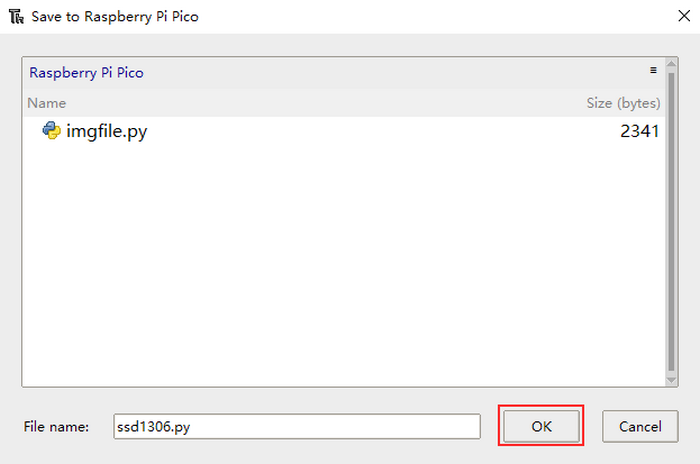 Save to Raspberry Pi Pico
Raspberry Pi Pico
Name Size (bytes)
imgfile.py 2341
File name: ssd1306.py OK Cancel